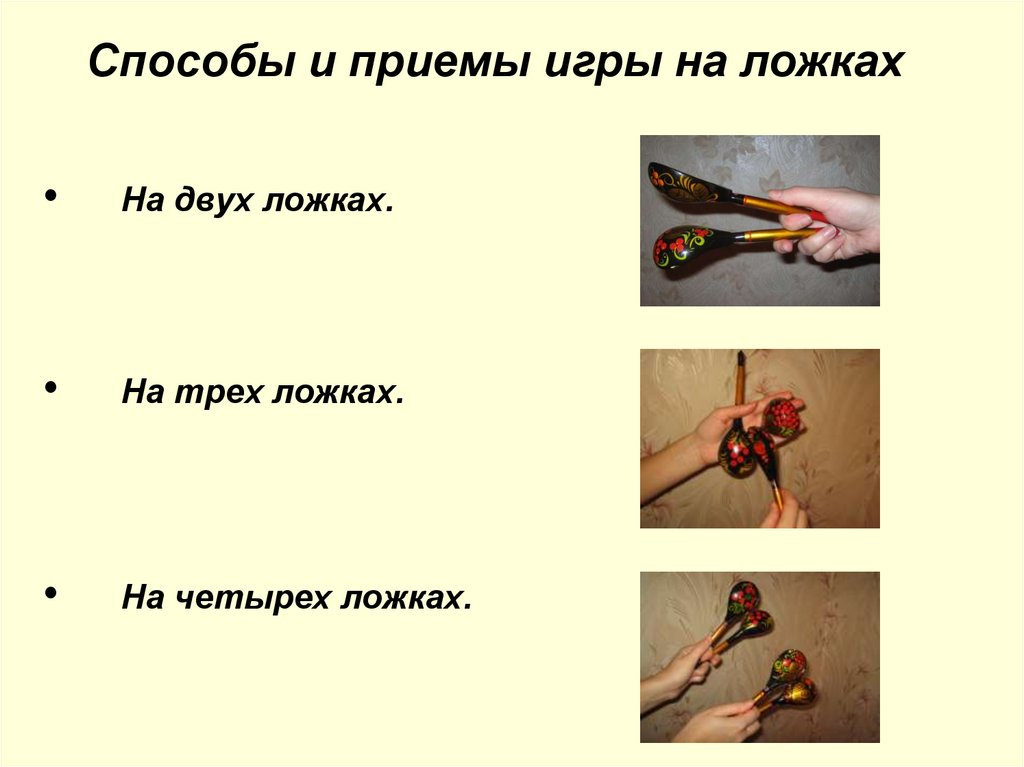 Способы и приемы игры на ложках
• На двух ложках.
• На трех ложках.
• На четырех ложках.